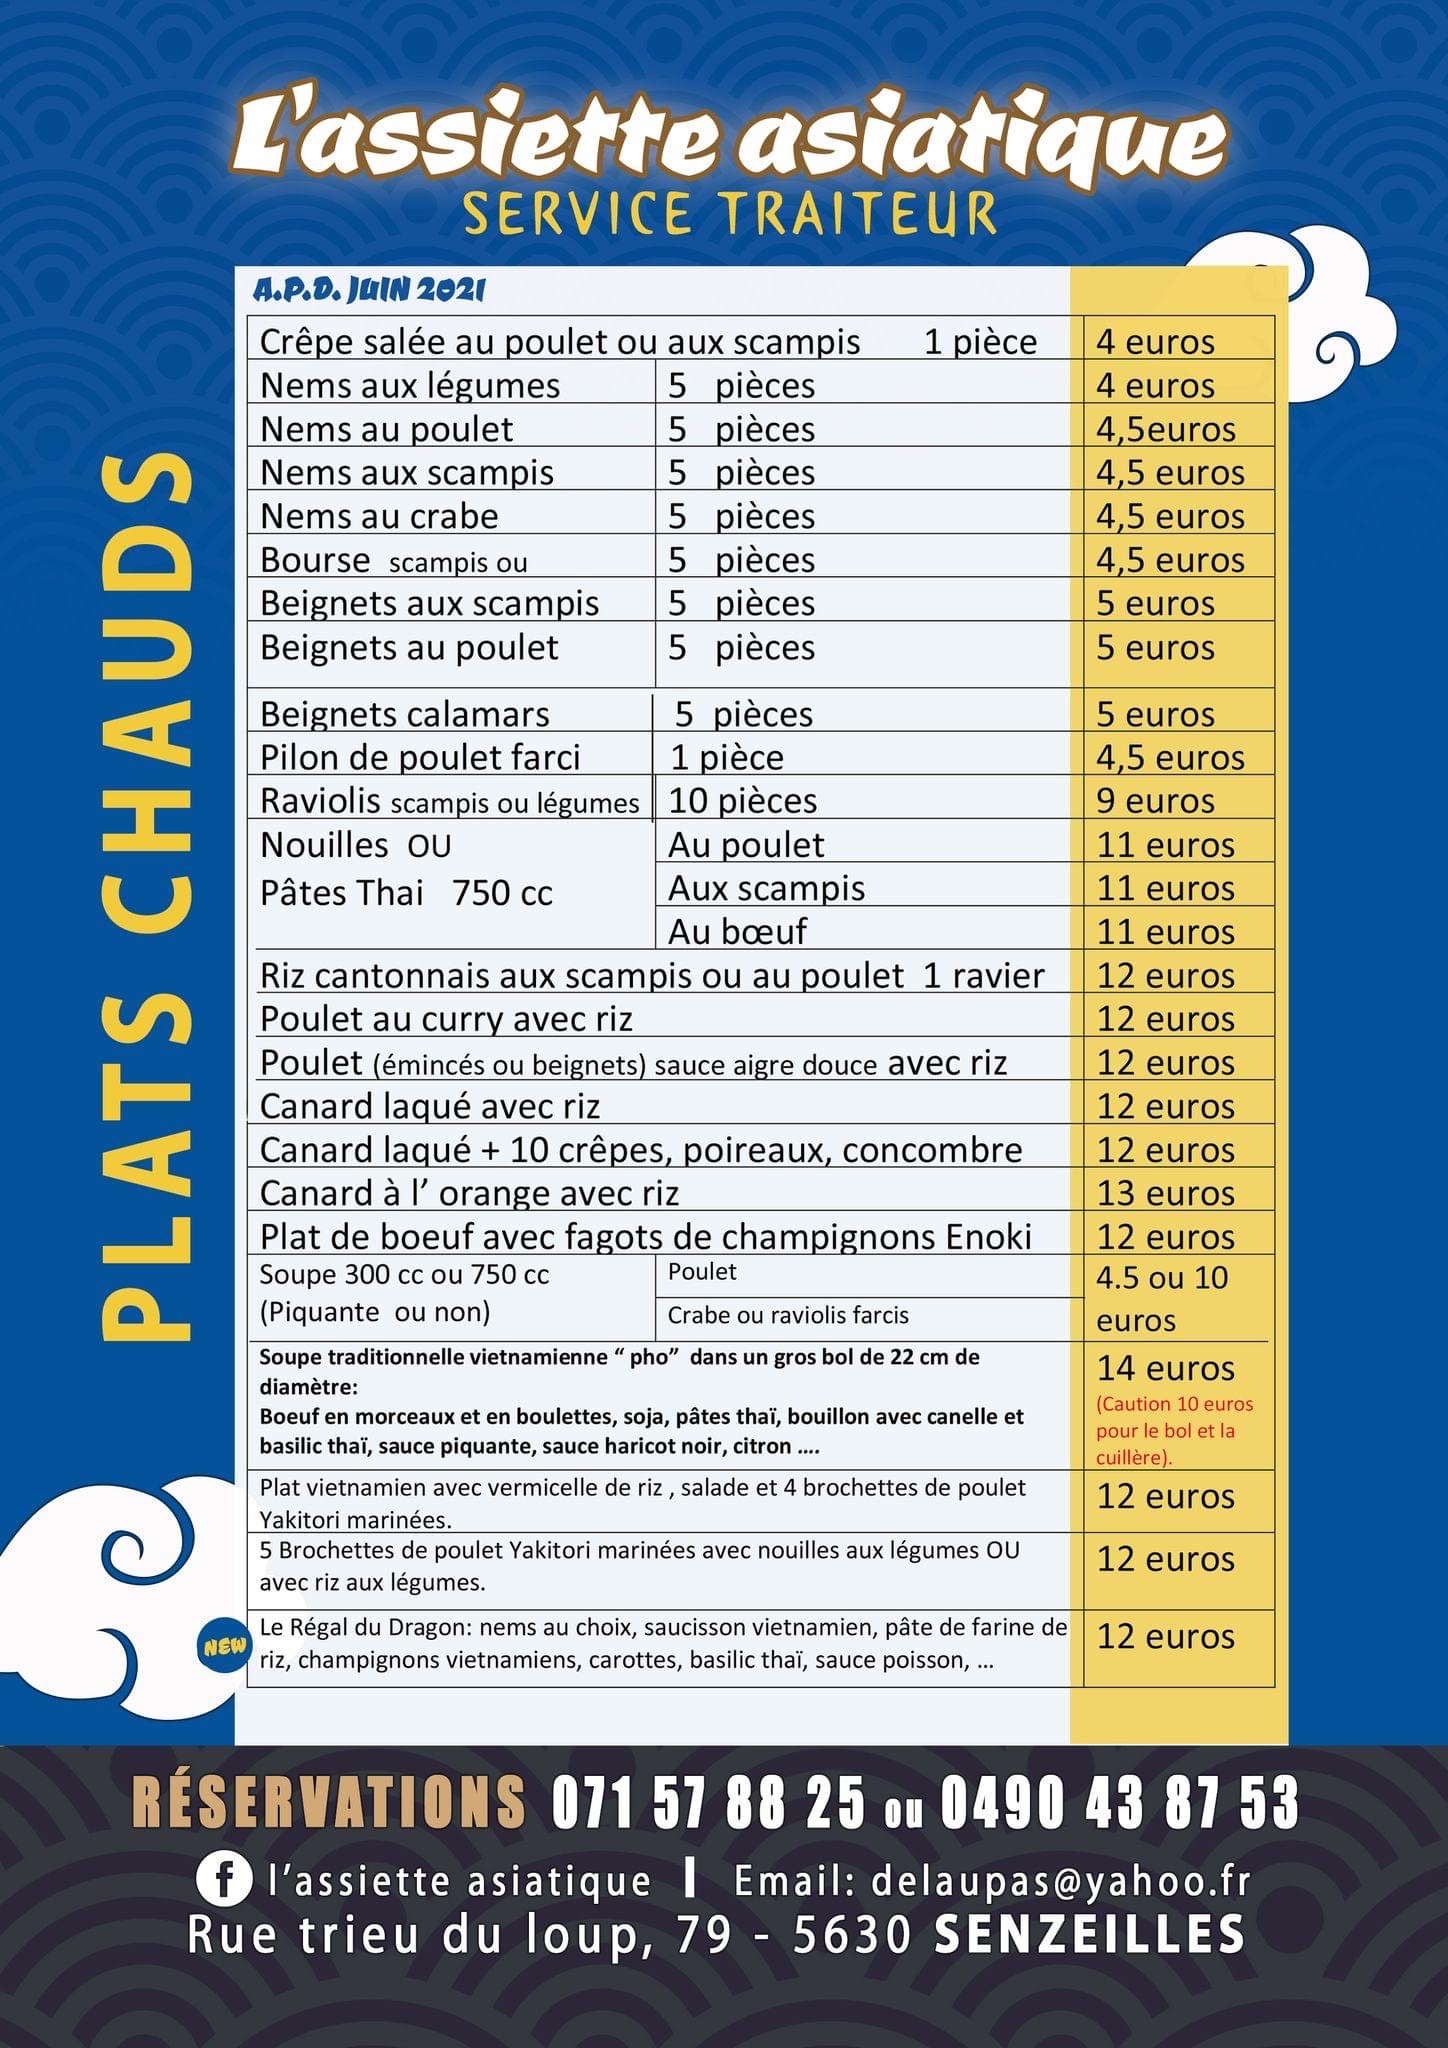 L'assiette asiatique
SERVICE TRAITEUR
A.P.D. JUIN 2021
PLATS CHAUDS
Crêpe salée au poulet ou aux scampis 1 pièce 4 euros
Nems aux légumes 5 pièces 4 euros
Nems au poulet 5 pièces 4,5euros
Nems aux scampis 5 pièces 4,5 euros
Nems au crabe 5 pièces 4,5 euros
Bourse scampis ou 5 pièces 4,5 euros
Beignets aux scampis 5 pièces 5 euros
Beignets au poulet 5 pièces 5 euros
Beignets calamars 5 pièces 5 euros
Pilon de poulet farci 1 pièce 4,5 euros
Raviolis scampis ou légumes 10 pièces 9 euros
Nouilles OU Au poulet 11 euros
Pâtes Thai 750 cc Aux scampis 11 euros
Au bœuf 11 euros
Riz cantonnais aux scampis ou au poulet 1 ravier 12 euros
Poulet au curry avec riz 12 euros
Poulet (émincés ou beignets) sauce aigre douce avec riz 12 euros
Canard laqué avec riz 12 euros
Canard laqué + 10 crêpes, poireaux, concombre 12 euros
Canard à l' orange avec riz 13 euros
Plat de boeuf avec fagots de champignons Enoki 12 euros
Soupe 300 cc ou 750 cc Poulet 4.5 ou 10
(Piquante ou non) Crabe ou raviolis farcis euros
Soupe traditionnelle vietnamienne “ pho” dans un gros bol de 22 cm de 14 euros
diamètre:
(Caution 10 euros
Boeuf en morceaux et en boulettes, soja, pâtes thaï, bouillon avec canelle et pour le bol et la
basilic thaï, sauce piquante, sauce haricot noir, citron .... cuillère).
Plat vietnamien avec vermicelle de riz , salade et 4 brochettes de poulet 12 euros
Yakitori marinées.
5 Brochettes de poulet Yakitori marinées avec nouilles aux légumes OU 12 euros
avec riz aux légumes.
NEW
Le Régal du Dragon: nems au choix, saucisson vietnamien, pâte de farine de 12 euros
riz, champignons vietnamiens, carottes, basilic thaï, sauce poisson, ...
RÉSERVATIONS 071 57 88 25 ou 0490 43 87 53
f l'assiette asiatique | Email: delaupas@yahoo.fr
Rue trieu du loup, 79 - 5630 SENZEILLES